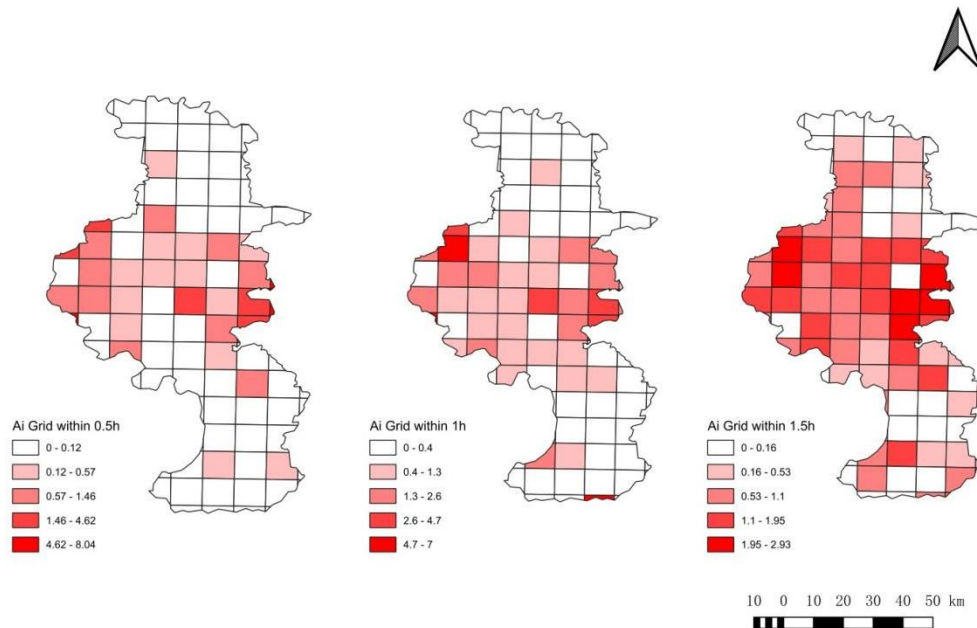 Ai Grid within 0.5h
0 - 0.12
0.12 - 0.57
0.57 - 1.46
1.46 - 4.62
4.62 - 8.04
Ai Grid within 1h
0 - 0.4
0.4 - 1.3
1.3 - 2.6
2.6 - 4.7
4.7 - 7
Ai Grid within 1.5h
0 - 0.16
0.16 - 0.53
0.53 - 1.1
1.1 - 1.95
1.95 - 2.93
10 0 10 20 30 40 50 km